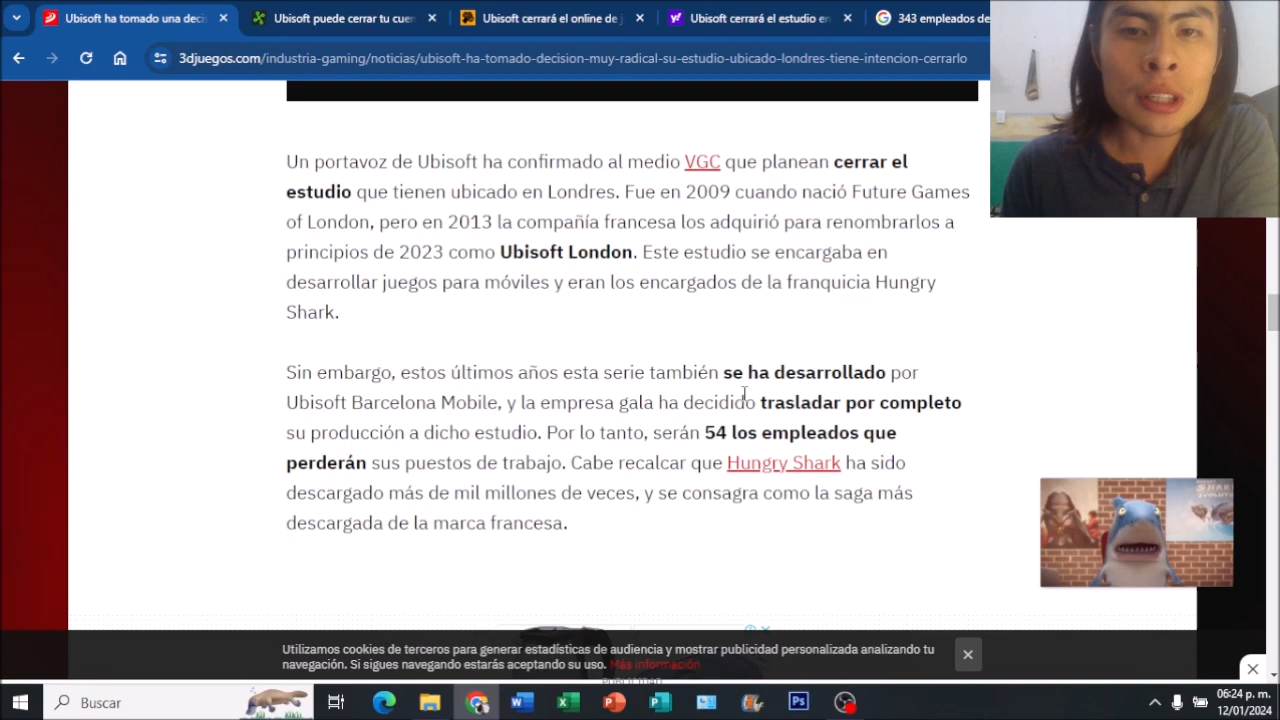 Ubisoft ha tomado una deci
Ubisoft puede cerrar tu cuen
Ubisoft cerrará el online de j
Ubisoft cerrará el estudio en
343 empleados de
3djuegos.com/industria-gaming/noticias/ubisoft-ha-tomado-decision-muy-radical-su-estudio-ubicado-londres-tiene-intencion-cerrarlo
Un portavoz de Ubisoft ha confirmado al medio VGC que planean cerrar el
estudio que tienen ubicado en Londres. Fue en 2009 cuando nació Future Games
of London, pero en 2013 la compañía francesa los adquirió para renombrarlos a
principios de 2023 como Ubisoft London. Este estudio se encargaba en
desarrollar juegos para móviles y eran los encargados de la franquicia Hungry
Shark.
Sin embargo, estos últimos años esta serie también se ha desarrollado por
Ubisoft Barcelona Mobile, y la empresa gala ha decidido trasladar por completo
su producción a dicho estudio. Por lo tanto, serán 54 los empleados que
perderán sus puestos de trabajo. Cabe recalcar que Hungry Shark ha sido
descargado más de mil millones de veces, y se consagra como la saga más
descargada de la marca francesa.
Utilizamos cookies de terceros para generar estadísticas de audiencia y mostrar publicidad personalizada analizando tu
navegación. Si sigues navegando estarás aceptando su uso. Más información
PUBLICIDAD
Buscar
06:24 p. m.
12/01/2024